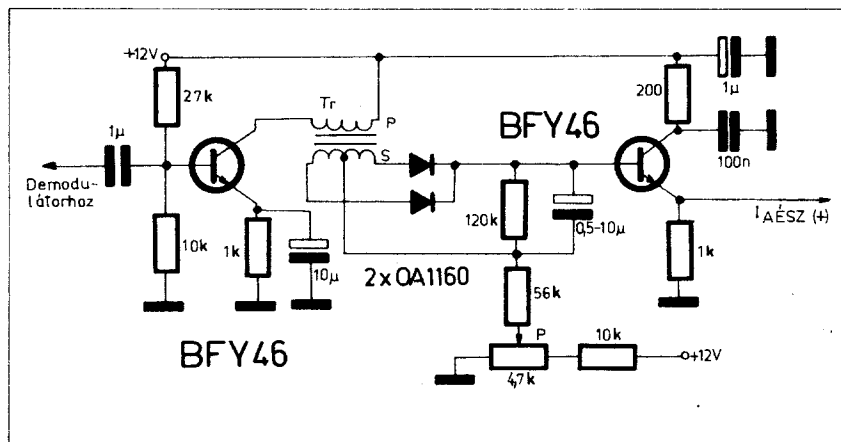 +12V
27k
1µ
Demodu-
látorhoz
10k
1k
10µ
BFY46
Tr
P
S
2xOA1160
120k
0,5-10µ
56k
P
4,7k
10k
+12V
BFY46
200
1µ
100n
1k
I AÉSZ (+)